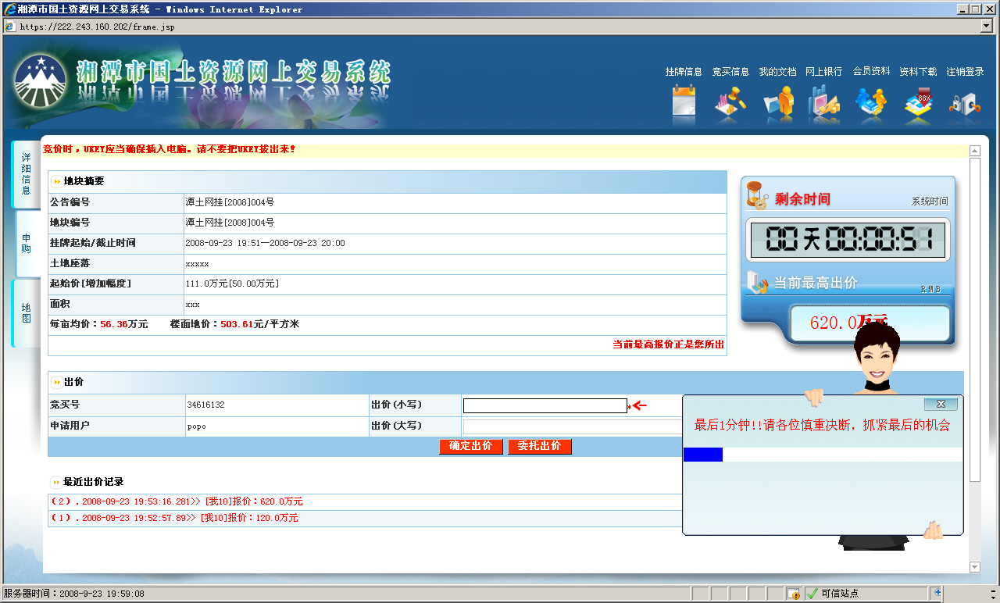 湘潭市国土资源网上交易系统 - Windows Internet Explorer
https://222.243.160.202/frame.jsp
湘潭市国土资源网上交易系统
挂牌信息 竞买信息 我的文档 网上银行 会员资料 资料下载 注销登录
88%
竞价时，UKEY应当确保插入电脑。请不要把UKEY拔出来!
详细信息
申购
地图
地块摘要
公告编号 潭土网挂[2008]004号
地块编号 潭土网挂[2008]004号
挂牌起始/截止时间 2008-09-23 19:51—2008-09-23 20:00
土地座落 xxxxx
起始价[增加幅度] 111.0万元[50.00万元]
面积 xxx
每亩均价：56.36万元 楼面地价：503.61元/平方米
当前最高报价正是您所出
剩余时间 系统时间
00天00:00:51
当前最高出价 RMB
620.0万元
出价
竞买号 34616132 出价(小写) *
申请用户 popo 出价(大写)
确定出价 委托出价
最后1分钟!!请各位慎重决断，抓紧最后的机会
最近出价记录
(2).2008-09-23 19:53:16.281>> [我10]报价：620.0万元
(1).2008-09-23 19:52:57.89>> [我10]报价：120.0万元
服务器时间：2008-9-23 19:59:08 可信站点